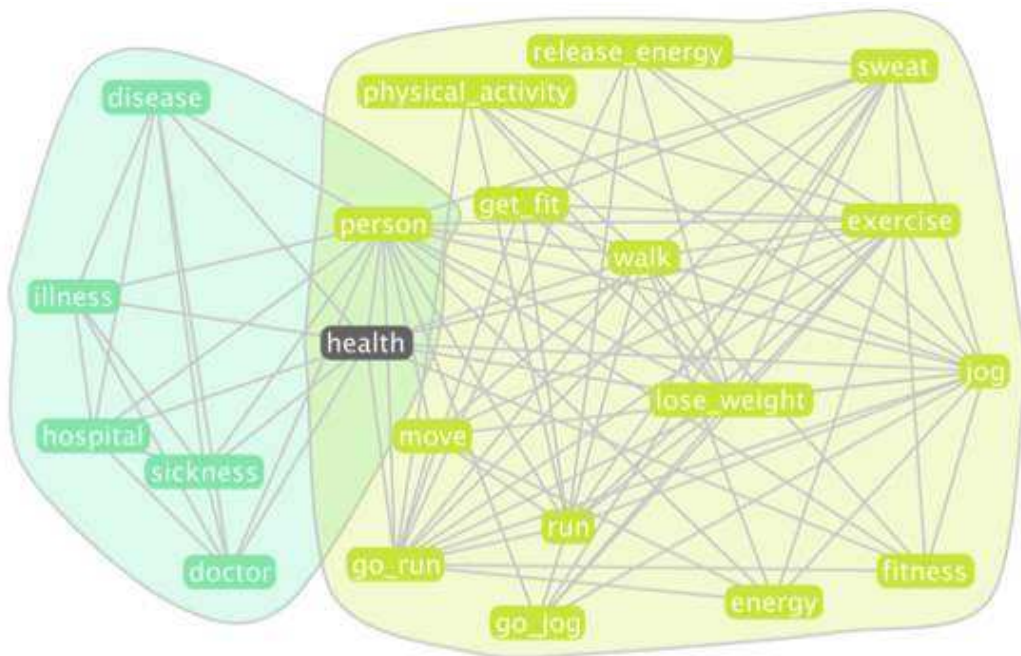 release_energy
sweat
physical_activity
disease
get_fit
person
exercise
walk
illness
health
jog
lose_weight
hospital
move
sickness
run
go_run
doctor
fitness
energy
go_jog